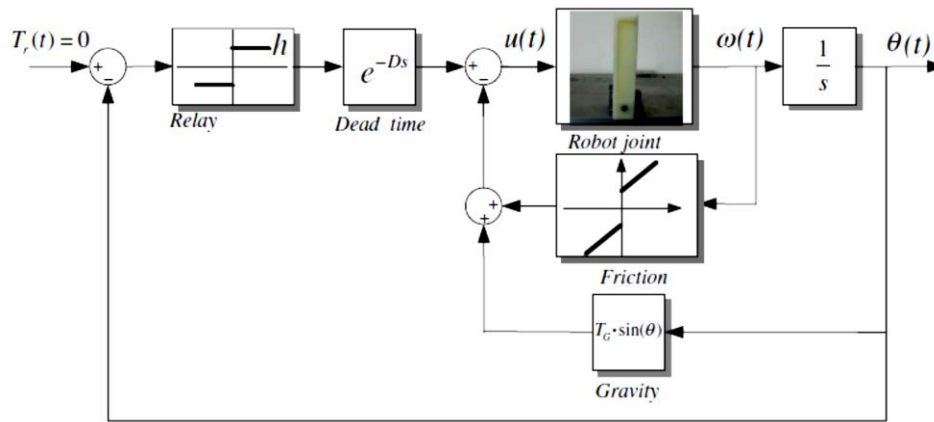 T_r(t)=0
+
−
h
Relay
e^{-Ds}
Dead time
+
−
u(t)
Robot joint
ω(t)
1
s
θ(t)
+
+
Friction
T_G•sin(θ)
Gravity